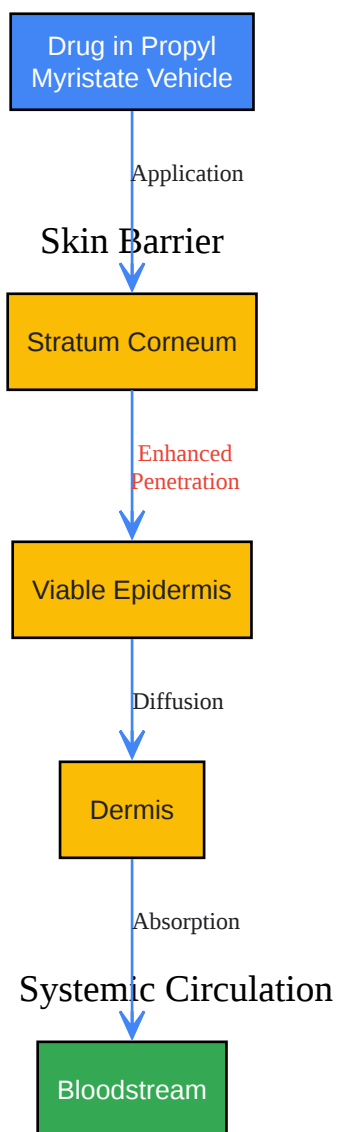 Drug in Propyl
Myristate Vehicle
Application
Skin Barrier
Stratum Corneum
Enhanced
Penetration
Viable Epidermis
Diffusion
Dermis
Absorption
Systemic Circulation
Bloodstream